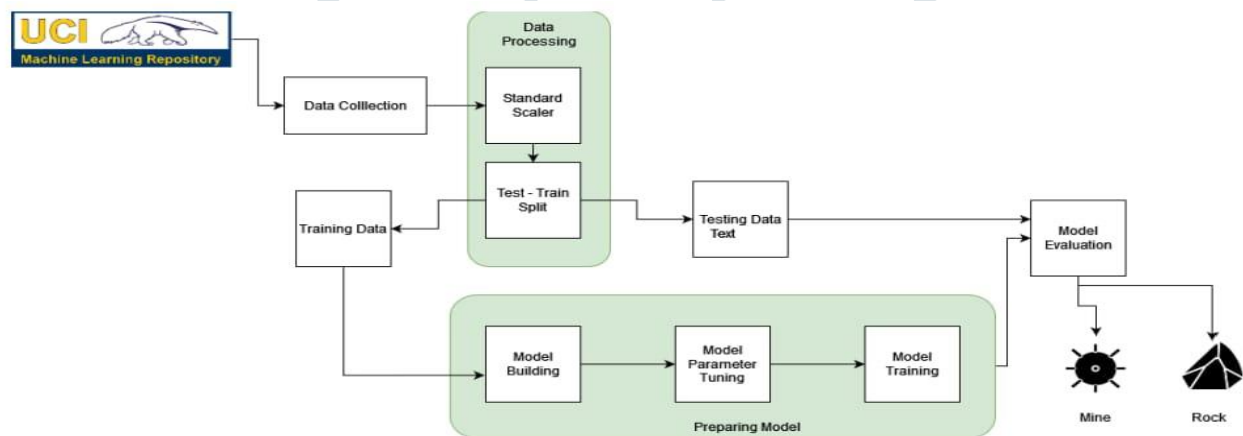 UCI
Machine Learning Repository
Data
Processing
Data Colllection
Standard
Scaler
Test - Train
Split
Training Data
Testing Data
Text
Model
Evaluation
Model
Building
Model
Parameter
Tuning
Model
Training
Preparing Model
Mine
Rock